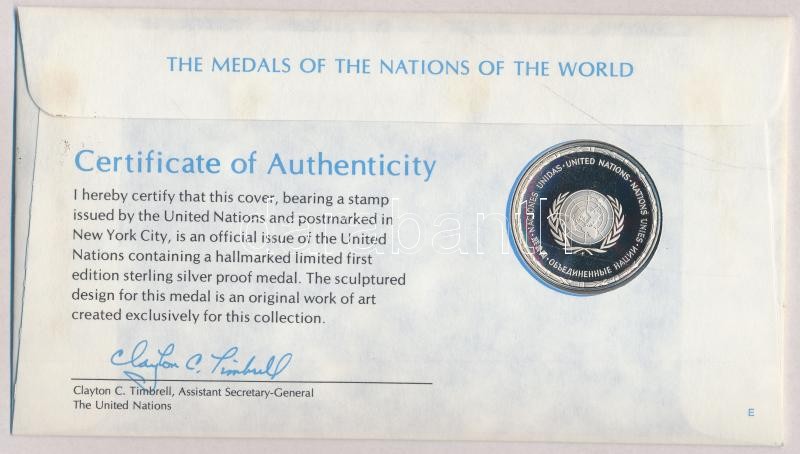 THE MEDALS OF THE NATIONS OF THE WORLD
Certificate of Authenticity
I hereby certify that this cover, bearing a stamp
issued by the United Nations and postmarked in
New York City, is an official issue of the United
Nations containing a hallmarked limited first
edition sterling silver proof medal. The sculptured
design for this medal is an original work of art
created exclusively for this collection.
Clayton C. Timbrell
Clayton C. Timbrell, Assistant Secretary-General
The United Nations
NACIONES UNIDAS · UNITED NATIONS · NATIONS UNIES · ОБЪЕДИНЕННЫЕ НАЦИИ ·
E